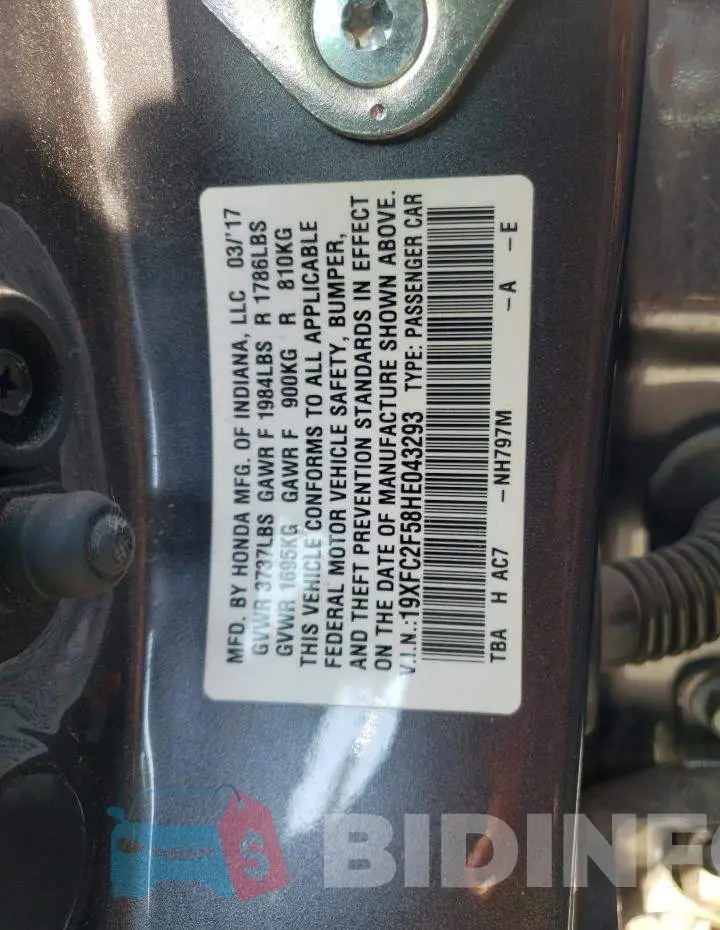 MFD. BY HONDA MFG. OF INDIANA, LLC 03/'17
GVWR 3737LBS GAWR F 1984LBS R 1786LBS
GVWR 1695KG GAWR F 900KG R 810KG
THIS VEHICLE CONFORMS TO ALL APPLICABLE
FEDERAL MOTOR VEHICLE SAFETY, BUMPER,
AND THEFT PREVENTION STANDARDS IN EFFECT
ON THE DATE OF MANUFACTURE SHOWN ABOVE.
V.I.N.:19XFC2F58HE043293 TYPE: PASSENGER CAR
TBA H AC7 -NH797M -A -E
$ BIDINFO